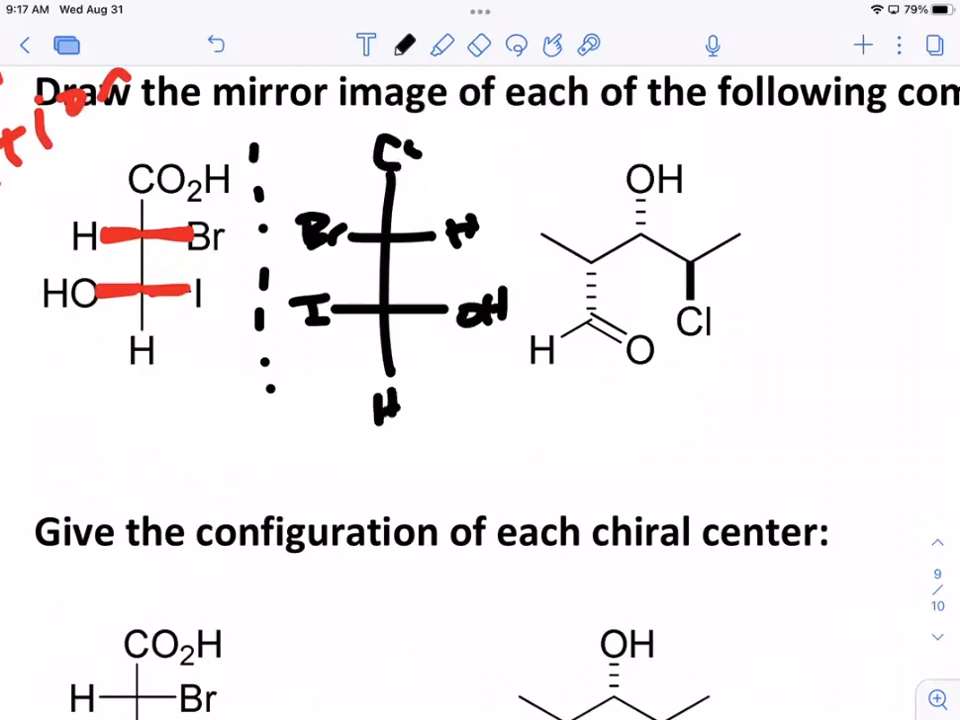 9:17 AM Wed Aug 31
79%
T
Draw the mirror image of each of the following com
CO₂H
H Br
HO I
H
Br H
I OH
H
OH
Cl
H O
Give the configuration of each chiral center:
9
/
10
CO₂H
H Br
OH